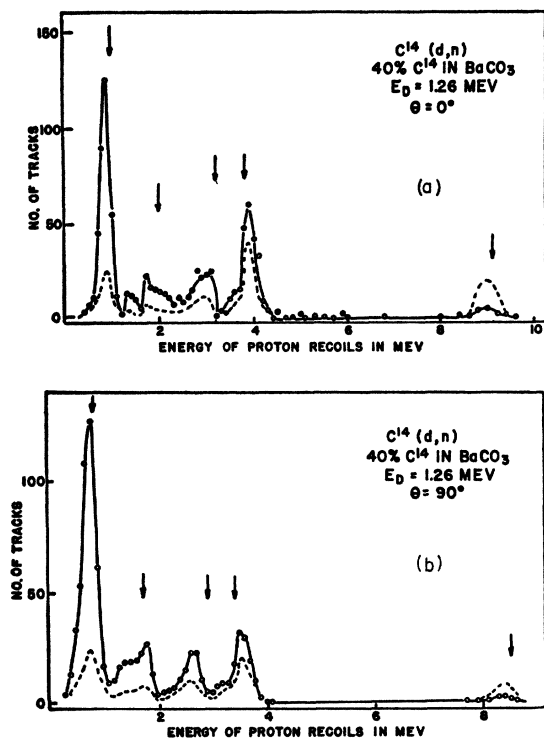 150
100
50
0
NO. OF TRACKS
C¹⁴ (d,n)
40% C¹⁴ IN BaCO₃
E_D = 1.26 MEV
θ = 0°
(a)
2 4 6 8 10
ENERGY OF PROTON RECOILS IN MEV
100
50
0
NO. OF TRACKS
C¹⁴ (d,n)
40% C¹⁴ IN BaCO₃
E_D = 1.26 MEV
θ = 90°
(b)
2 4 6 8
ENERGY OF PROTON RECOILS IN MEV